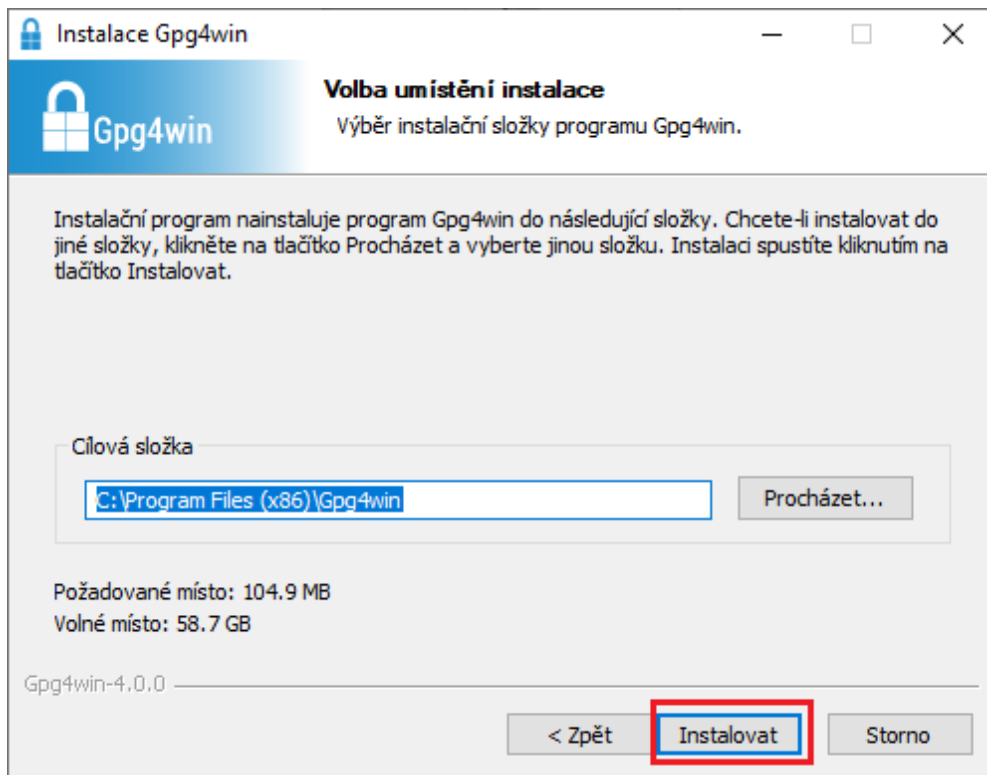 Instalace Gpg4win
Gpg4win
Volba umístění instalace
Výběr instalační složky programu Gpg4win.
Instalační program nainstaluje program Gpg4win do následující složky. Chcete-li instalovat do
jiné složky, klikněte na tlačítko Procházet a vyberte jinou složku. Instalaci spustíte kliknutím na
tlačítko Instalovat.
Cílová složka
C:\Program Files (x86)\Gpg4win
Procházet...
Požadované místo: 104.9 MB
Volné místo: 58.7 GB
Gpg4win-4.0.0
< Zpět
Instalovat
Storno